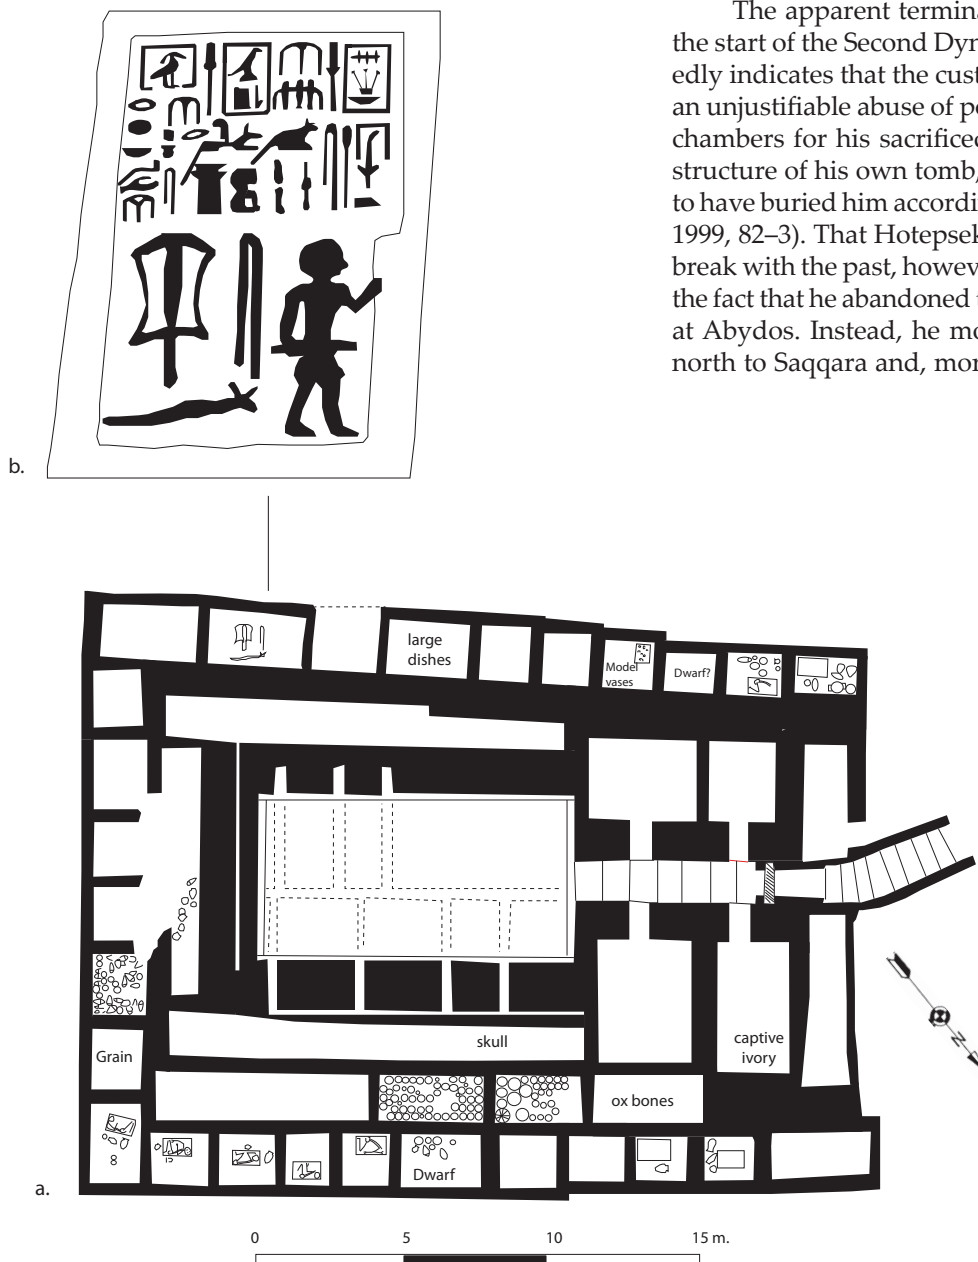 The apparent termina
the start of the Second Dyn
edly indicates that the cust
an unjustifiable abuse of po
chambers for his sacrificed
structure of his own tomb,
to have buried him accordi
1999, 82–3). That Hotepsek
break with the past, howev
the fact that he abandoned t
at Abydos. Instead, he mo
north to Saqqara and, mor
b.
large
dishes
Model
vases
Dwarf?
skull
Grain
captive
ivory
ox bones
Dwarf
N
a.
0 5 10 15 m.